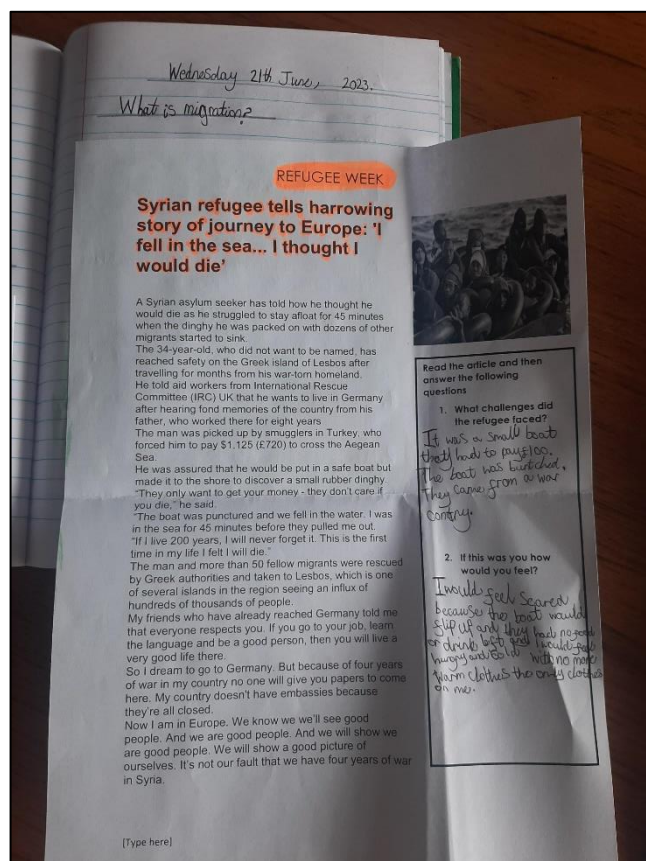 Wednesday 21th June, 2023.
What is migration?
REFUGEE WEEK
Syrian refugee tells harrowing
story of journey to Europe: 'I
fell in the sea... I thought I
would die'
A Syrian asylum seeker has told how he thought he
would die as he struggled to stay afloat for 45 minutes
when the dinghy he was packed on with dozens of other
migrants started to sink.
The 34-year-old, who did not want to be named, has
reached safety on the Greek island of Lesbos after
travelling for months from his war-torn homeland.
He told aid workers from International Rescue
Committee (IRC) UK that he wants to live in Germany
after hearing fond memories of the country from his
father, who worked there for eight years
The man was picked up by smugglers in Turkey, who
forced him to pay $1,125 (£720) to cross the Aegean
Sea.
He was assured that he would be put in a safe boat but
made it to the shore to discover a small rubber dinghy.
"They only want to get your money - they don't care if
you die," he said.
"The boat was punctured and we fell in the water. I was
in the sea for 45 minutes before they pulled me out.
"If I live 200 years, I will never forget it. This is the first
time in my life I felt I will die."
The man and more than 50 fellow migrants were rescued
by Greek authorities and taken to Lesbos, which is one
of several islands in the region seeing an influx of
hundreds of thousands of people.
My friends who have already reached Germany told me
that everyone respects you. If you go to your job, learn
the language and be a good person, then you will live a
very good life there.
So I dream to go to Germany. But because of four years
of war in my country no one will give you papers to come
here. My country doesn't have embassies because
they're all closed.
Now I am in Europe. We know we we'll see good
people. And we are good people. And we will show we
are good people. We will show a good picture of
ourselves. It's not our fault that we have four years of war
in Syria.
[Type here]
Read the article and then
answer the following
questions
1. What challenges did
the refugee faced?
It was a small boat
that had to pay
The boat was
They came from a war
contry.
2. If this was you how
would you feel?
I would feel scared
because the boat would
flip uf and they had no
or drink left and I would feel
hungry and cold with no more
warm clothes the only clothes
on me.